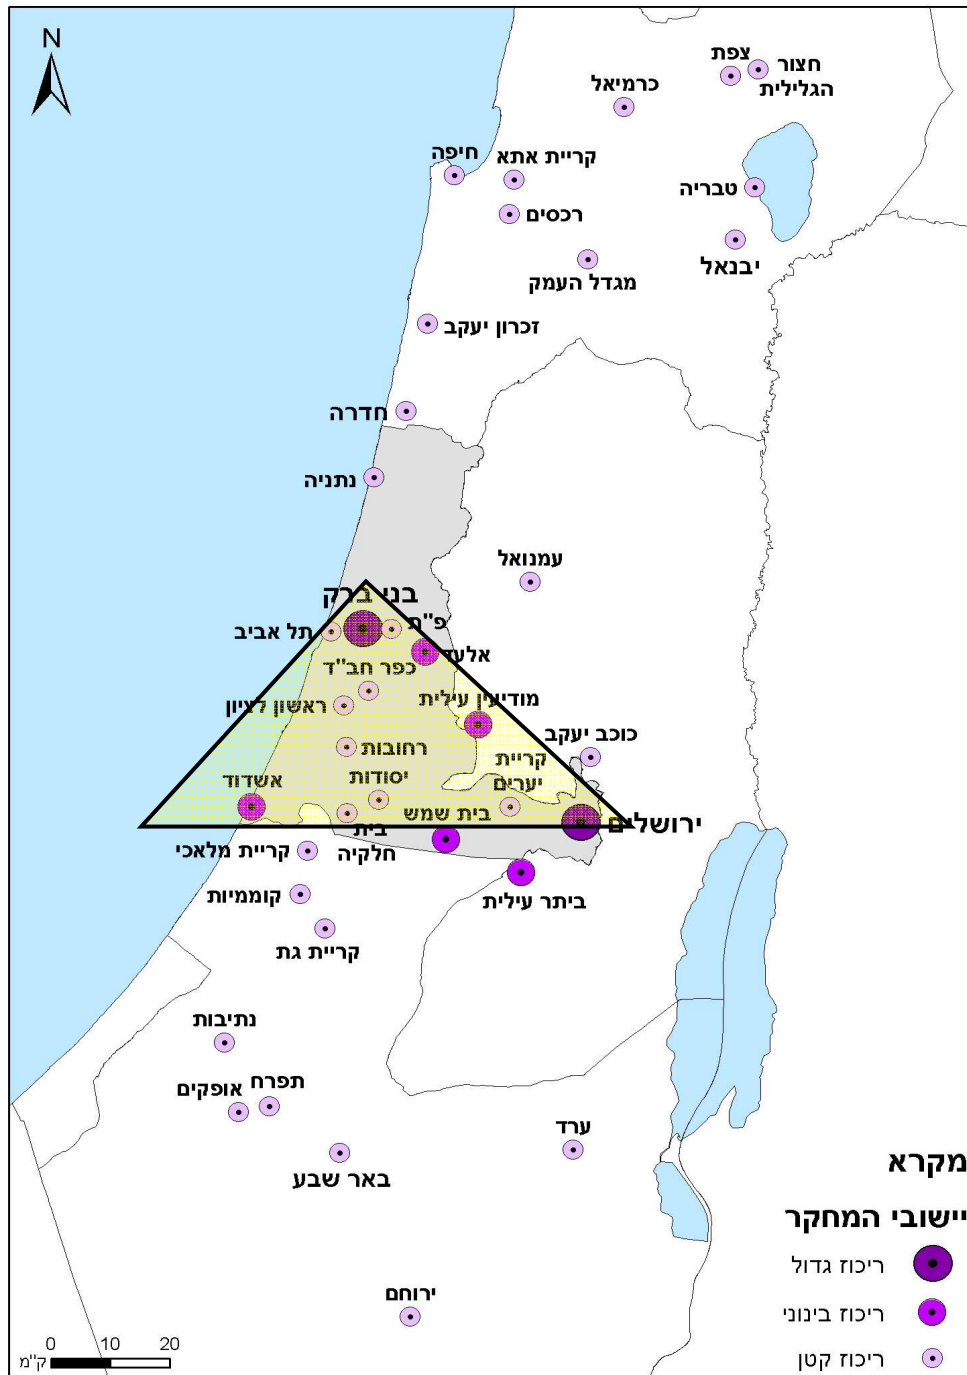 N
צפת
חצור
הגלילית
כרמיאל
חיפה
קריית אתא
טבריה
רכסים
יבנאל
מגדל העמק
זכרון יעקב
חדרה
נתניה
עמנואל
בני ברק
פ"ת
תל אביב
אלעד
כפר חב"ד
מודיעין עילית
ראשון לציון
כוכב יעקב
רחובות
קריית
יערים
יסודות
אשדוד
בית שמש
ירושלים
בית
חלקיה
קריית מלאכי
קוממיות
ביתר עילית
קריית גת
נתיבות
תפרח
אופקים
ערד
באר שבע
מקרא
יישובי המחקר
ריכוז גדול
ירוחם
ריכוז בינוני
0 10 20
ק"מ
ריכוז קטן